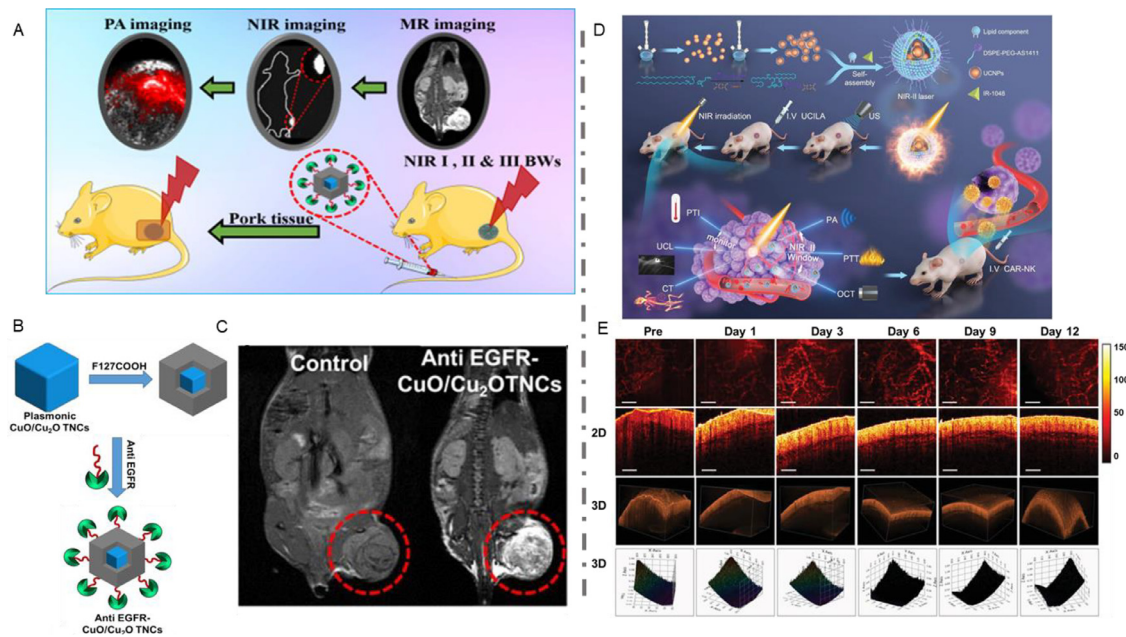 A
PA imaging
NIR imaging
MR imaging
NIR I , II & III BWs
Pork tissue
B
F127COOH
Plasmonic
CuO/Cu₂O TNCs
Anti EGFR
Anti EGFR-
CuO/Cu₂O TNCs
C
Control
Anti EGFR-
CuO/Cu₂OTNCs
D
Lipid component
DSPE-PEG-AS1411
UCNPs
IR-1048
Self-
assembly
NIR-II laser
NIR irradiation
I.V UCILA
US
PTI
UCL
CT
monitor
NIR-II
Window
PA
PTT
OCT
I.V CAR-NK
E
Pre
Day 1
Day 3
Day 6
Day 9
Day 12
2D
3D
3D
150
100
50
0